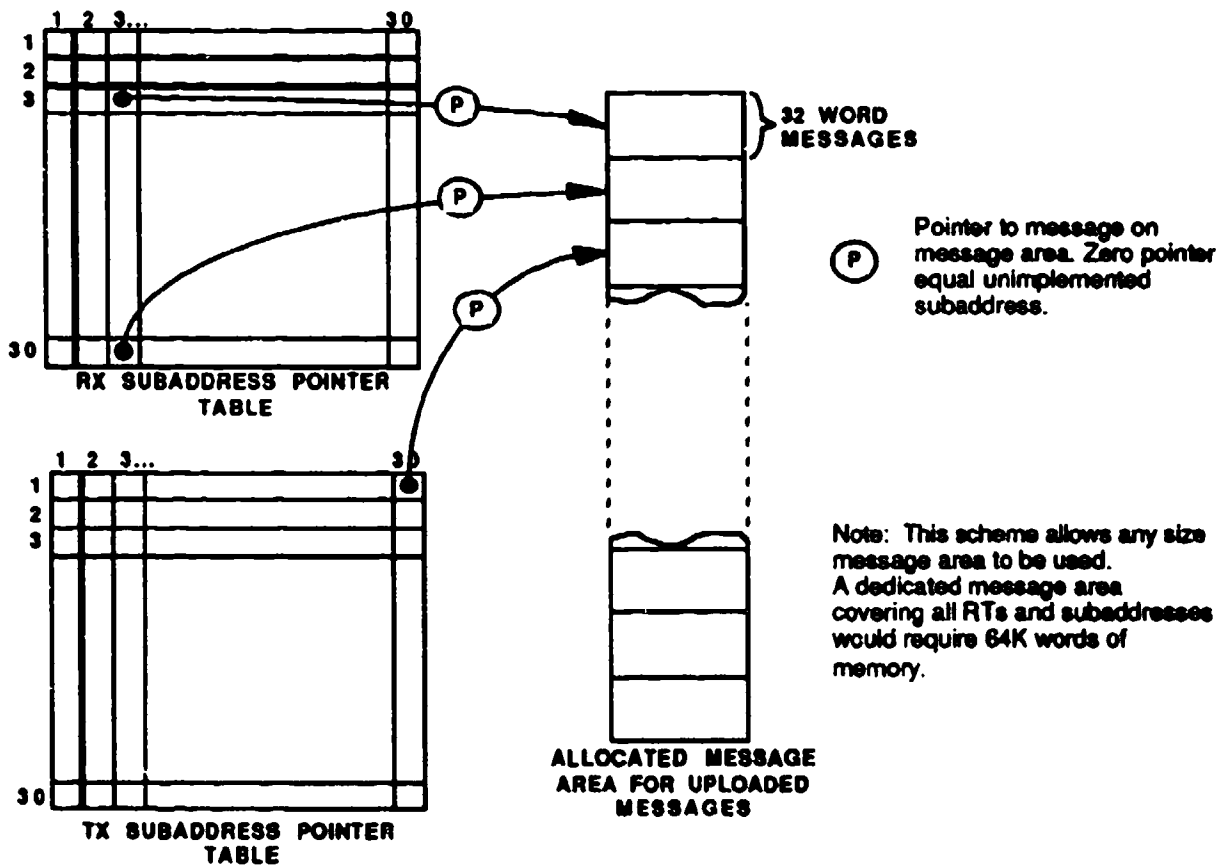 1 2 3... 30
1
2
3
30
RX SUBADDRESS POINTER
TABLE
P
P
P
32 WORD
MESSAGES
P
Pointer to message on
message area. Zero pointer
equal unimplemented
subaddress.
1 2 3... 30
1
2
3
30
TX SUBADDRESS POINTER
TABLE
ALLOCATED MESSAGE
AREA FOR UPLOADED
MESSAGES
Note: This scheme allows any size
message area to be used.
A dedicated message area
covering all RTs and subaddresses
would require 64K words of
memory.